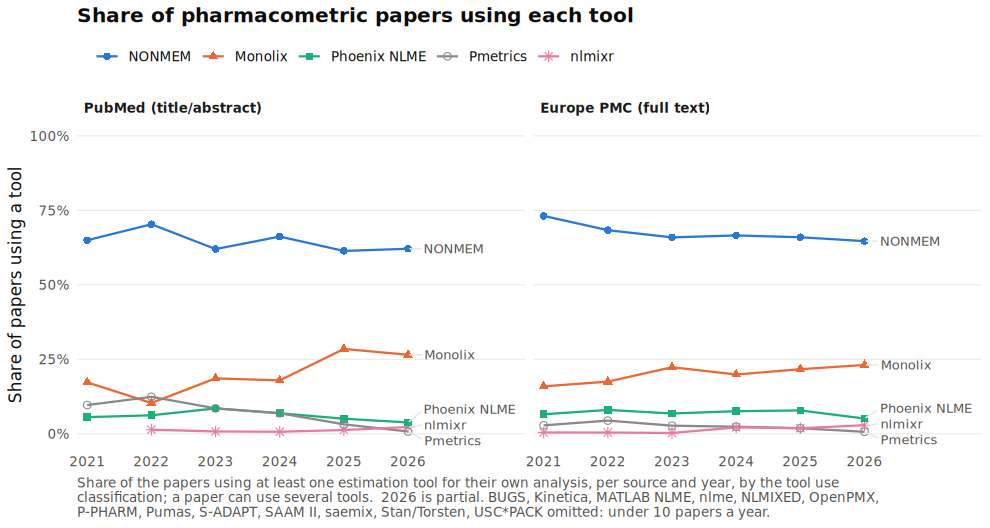 Share of pharmacometric papers using each tool
NONMEM Monolix Phoenix NLME Pmetrics nlmixr
PubMed (title/abstract)
Europe PMC (full text)
Share of papers using a tool
100%
75%
50%
25%
0%
NONMEM
Monolix
Phoenix NLME
nlmixr
Pmetrics
2021 2022 2023 2024 2025 2026
NONMEM
Monolix
Phoenix NLME
nlmixr
Pmetrics
2021 2022 2023 2024 2025 2026
Share of the papers using at least one estimation tool for their own analysis, per source and year, by the tool use
classification; a paper can use several tools.  2026 is partial. BUGS, Kinetica, MATLAB NLME, nlme, NLMIXED, OpenPMX,
P-PHARM, Pumas, S-ADAPT, SAAM II, saemix, Stan/Torsten, USC*PACK omitted: under 10 papers a year.